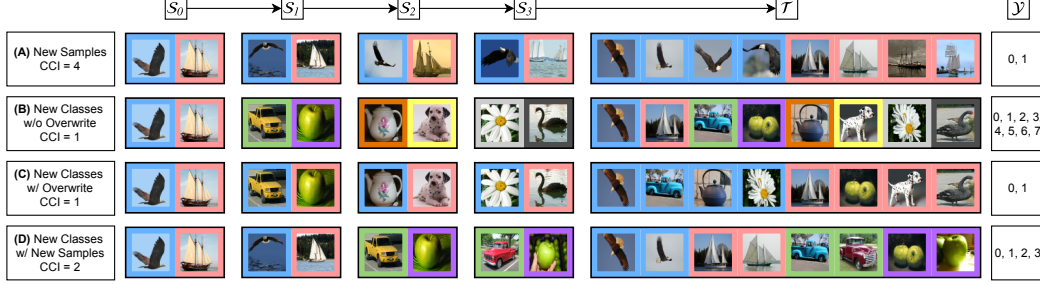 S0 S1 S2 S3 T Y
(A) New Samples
CCI = 4
0, 1
(B) New Classes
w/o Overwrite
CCI = 1
0, 1, 2, 3
4, 5, 6, 7
(C) New Classes
w/ Overwrite
CCI = 1
0, 1
(D) New Classes
w/ New Samples
CCI = 2
0, 1, 2, 3